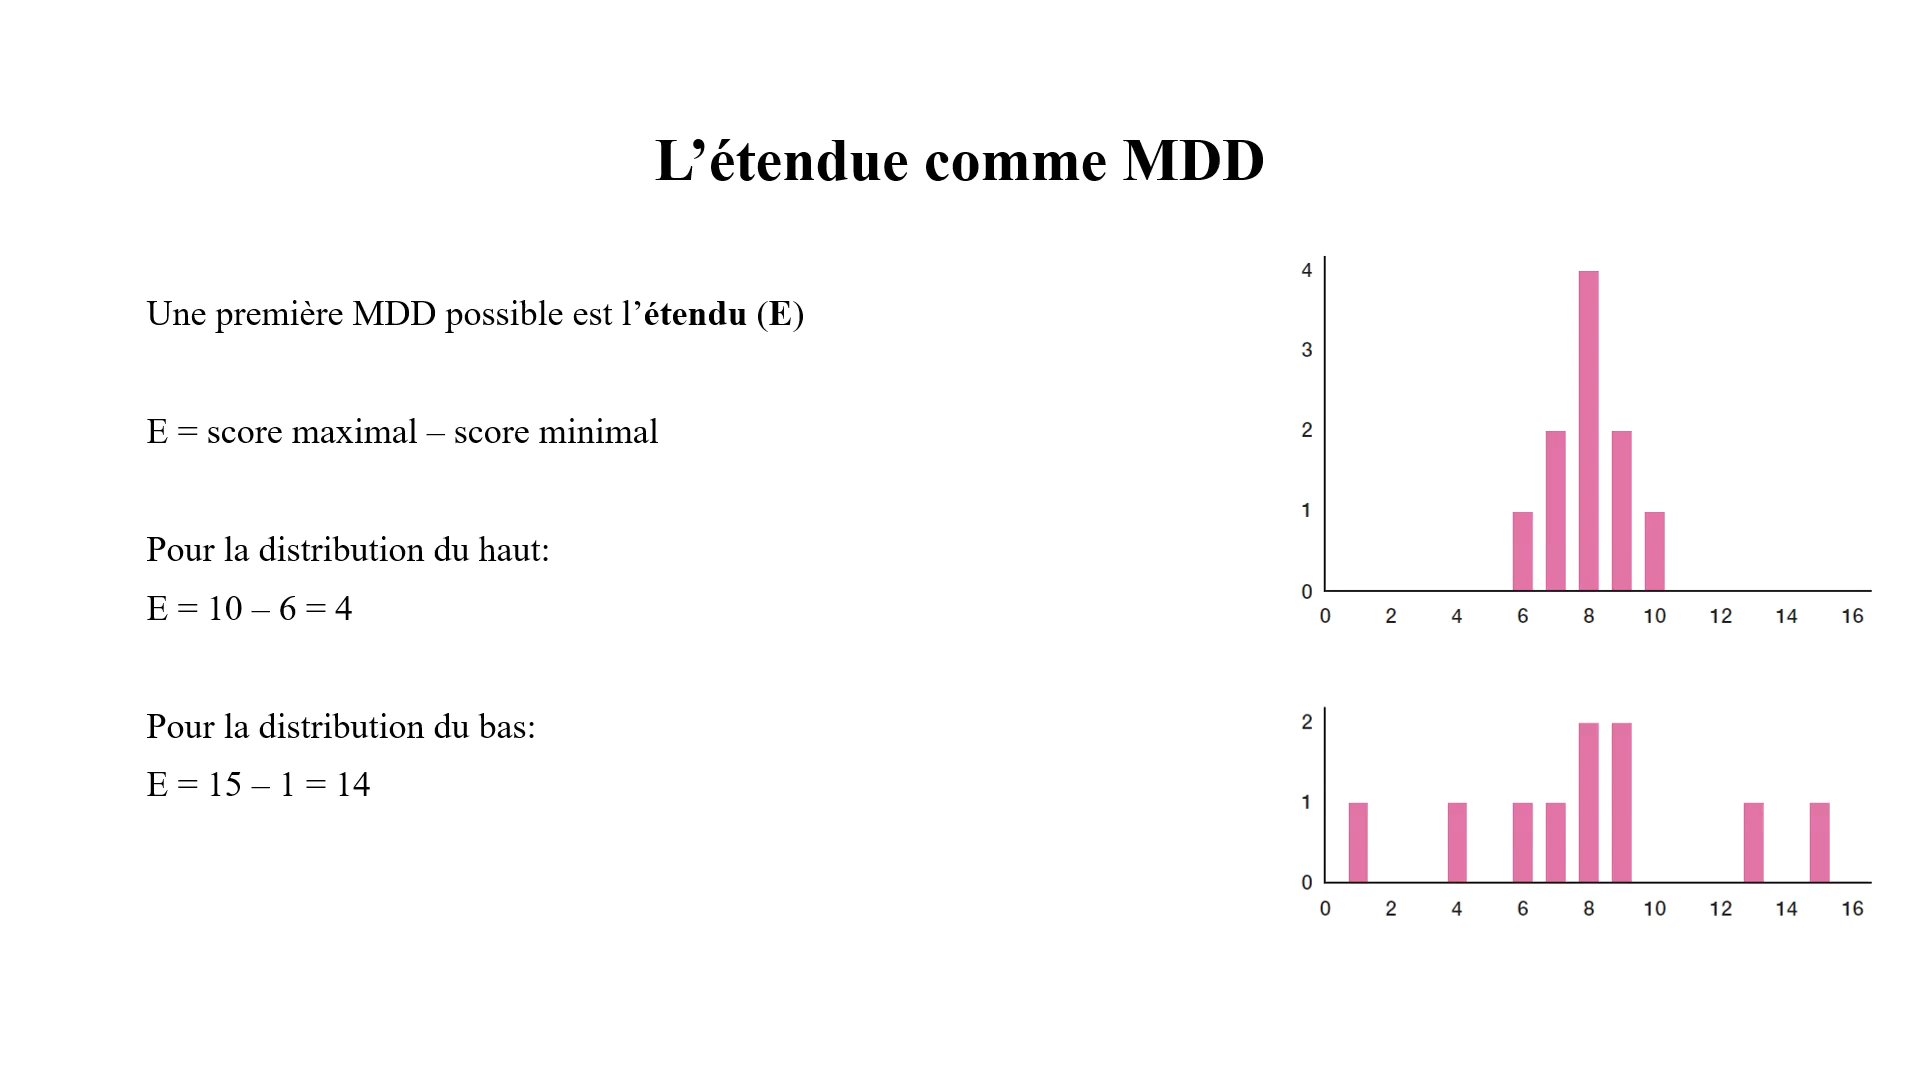 L’étendue comme MDD
Une première MDD possible est l’étendu (E)
E = score maximal – score minimal
Pour la distribution du haut:
E = 10 – 6 = 4
Pour la distribution du bas:
E = 15 – 1 = 14
4
3
2
1
0
0 2 4 6 8 10 12 14 16
2
1
0
0 2 4 6 8 10 12 14 16